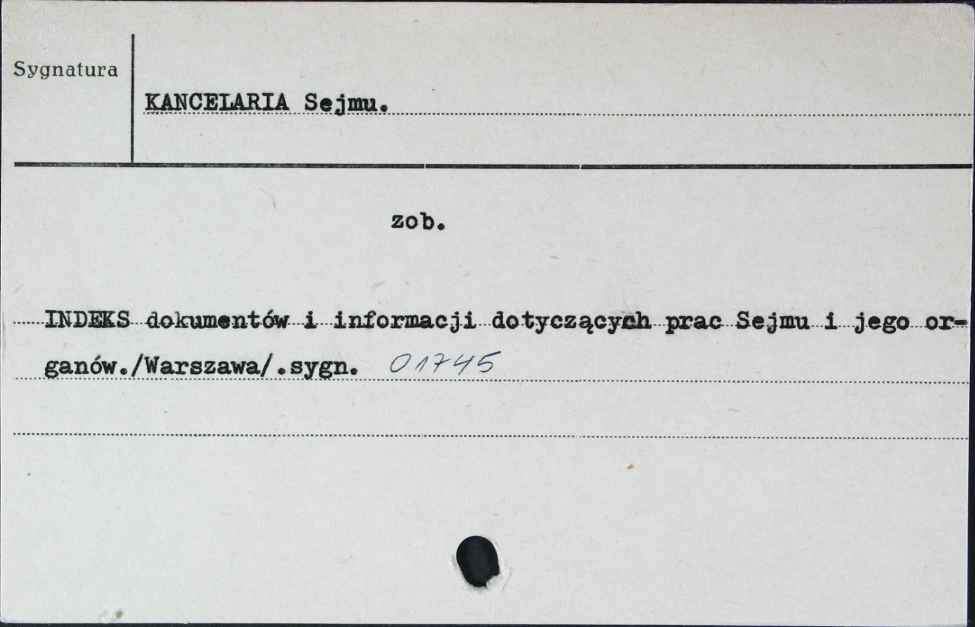 Sygnatura
KANCELARIA Sejmu.
zob.
INDEKS dokumentów i informacji dotyczących prac Sejmu i jego or=
ganów./Warszawa/.sygn. 01745